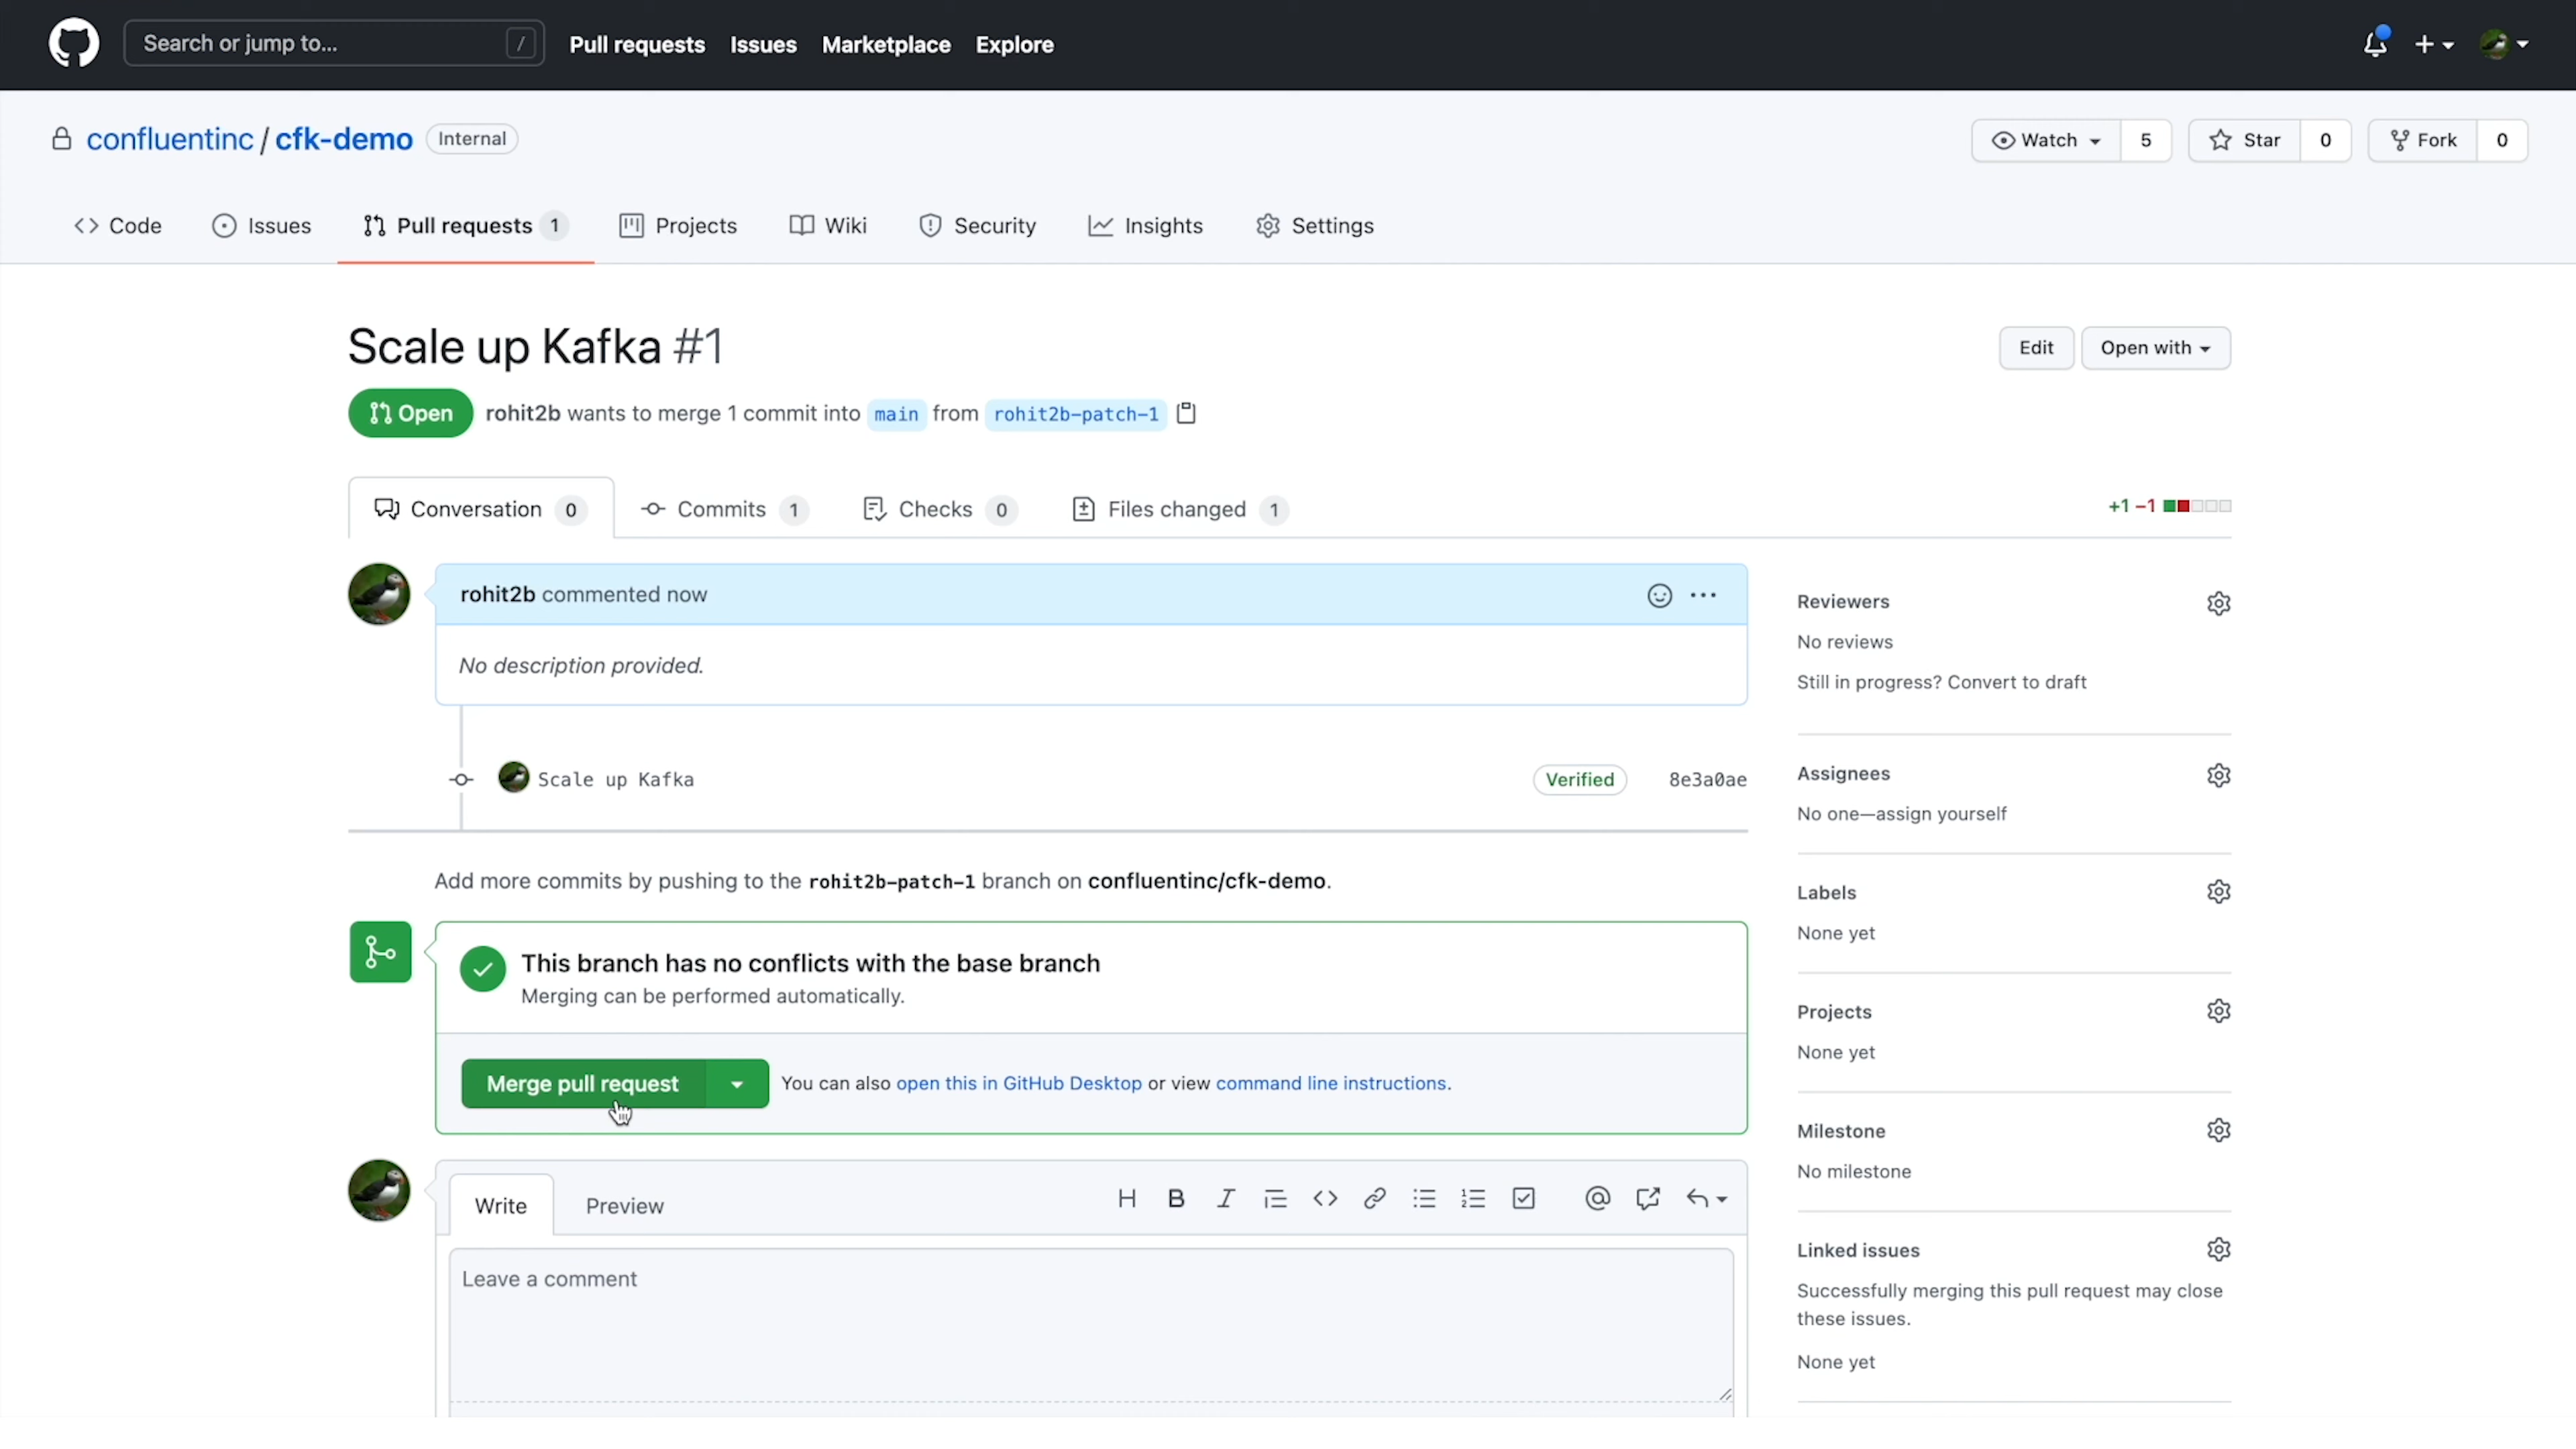 Search or jump to... / Pull requests Issues Marketplace Explore
confluentinc / cfk-demo Internal Watch 5 Star 0 Fork 0
Code Issues Pull requests 1 Projects Wiki Security Insights Settings
Scale up Kafka #1 Edit Open with
Open rohit2b wants to merge 1 commit into main from rohit2b-patch-1
Conversation 0 Commits 1 Checks 0 Files changed 1 +1 −1
rohit2b commented now
No description provided.
Scale up Kafka Verified 8e3a0ae
Add more commits by pushing to the rohit2b-patch-1 branch on confluentinc/cfk-demo.
This branch has no conflicts with the base branch
Merging can be performed automatically.
Merge pull request You can also open this in GitHub Desktop or view command line instructions.
Write Preview
Leave a comment
Reviewers
No reviews
Still in progress? Convert to draft
Assignees
No one—assign yourself
Labels
None yet
Projects
None yet
Milestone
No milestone
Linked issues
Successfully merging this pull request may close
these issues.
None yet